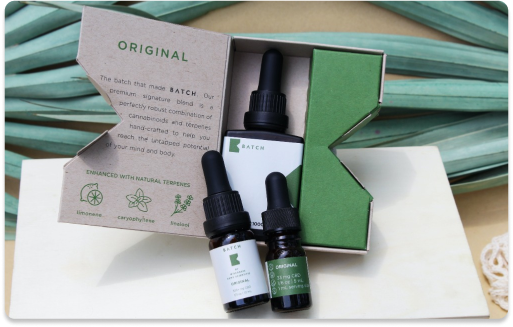 ORIGINAL
The Batch that made BATCH. Our
premium, signature blend is a
perfectly robust combination of
cannabinoids and terpenes
hand-crafted to help you
reach the untapped potential
of your mind and body.
ENHANCED WITH NATURAL TERPENES
limonene
caryophyllene
linalool
BATCH
BATCH
ORIGINAL
ORIGINAL